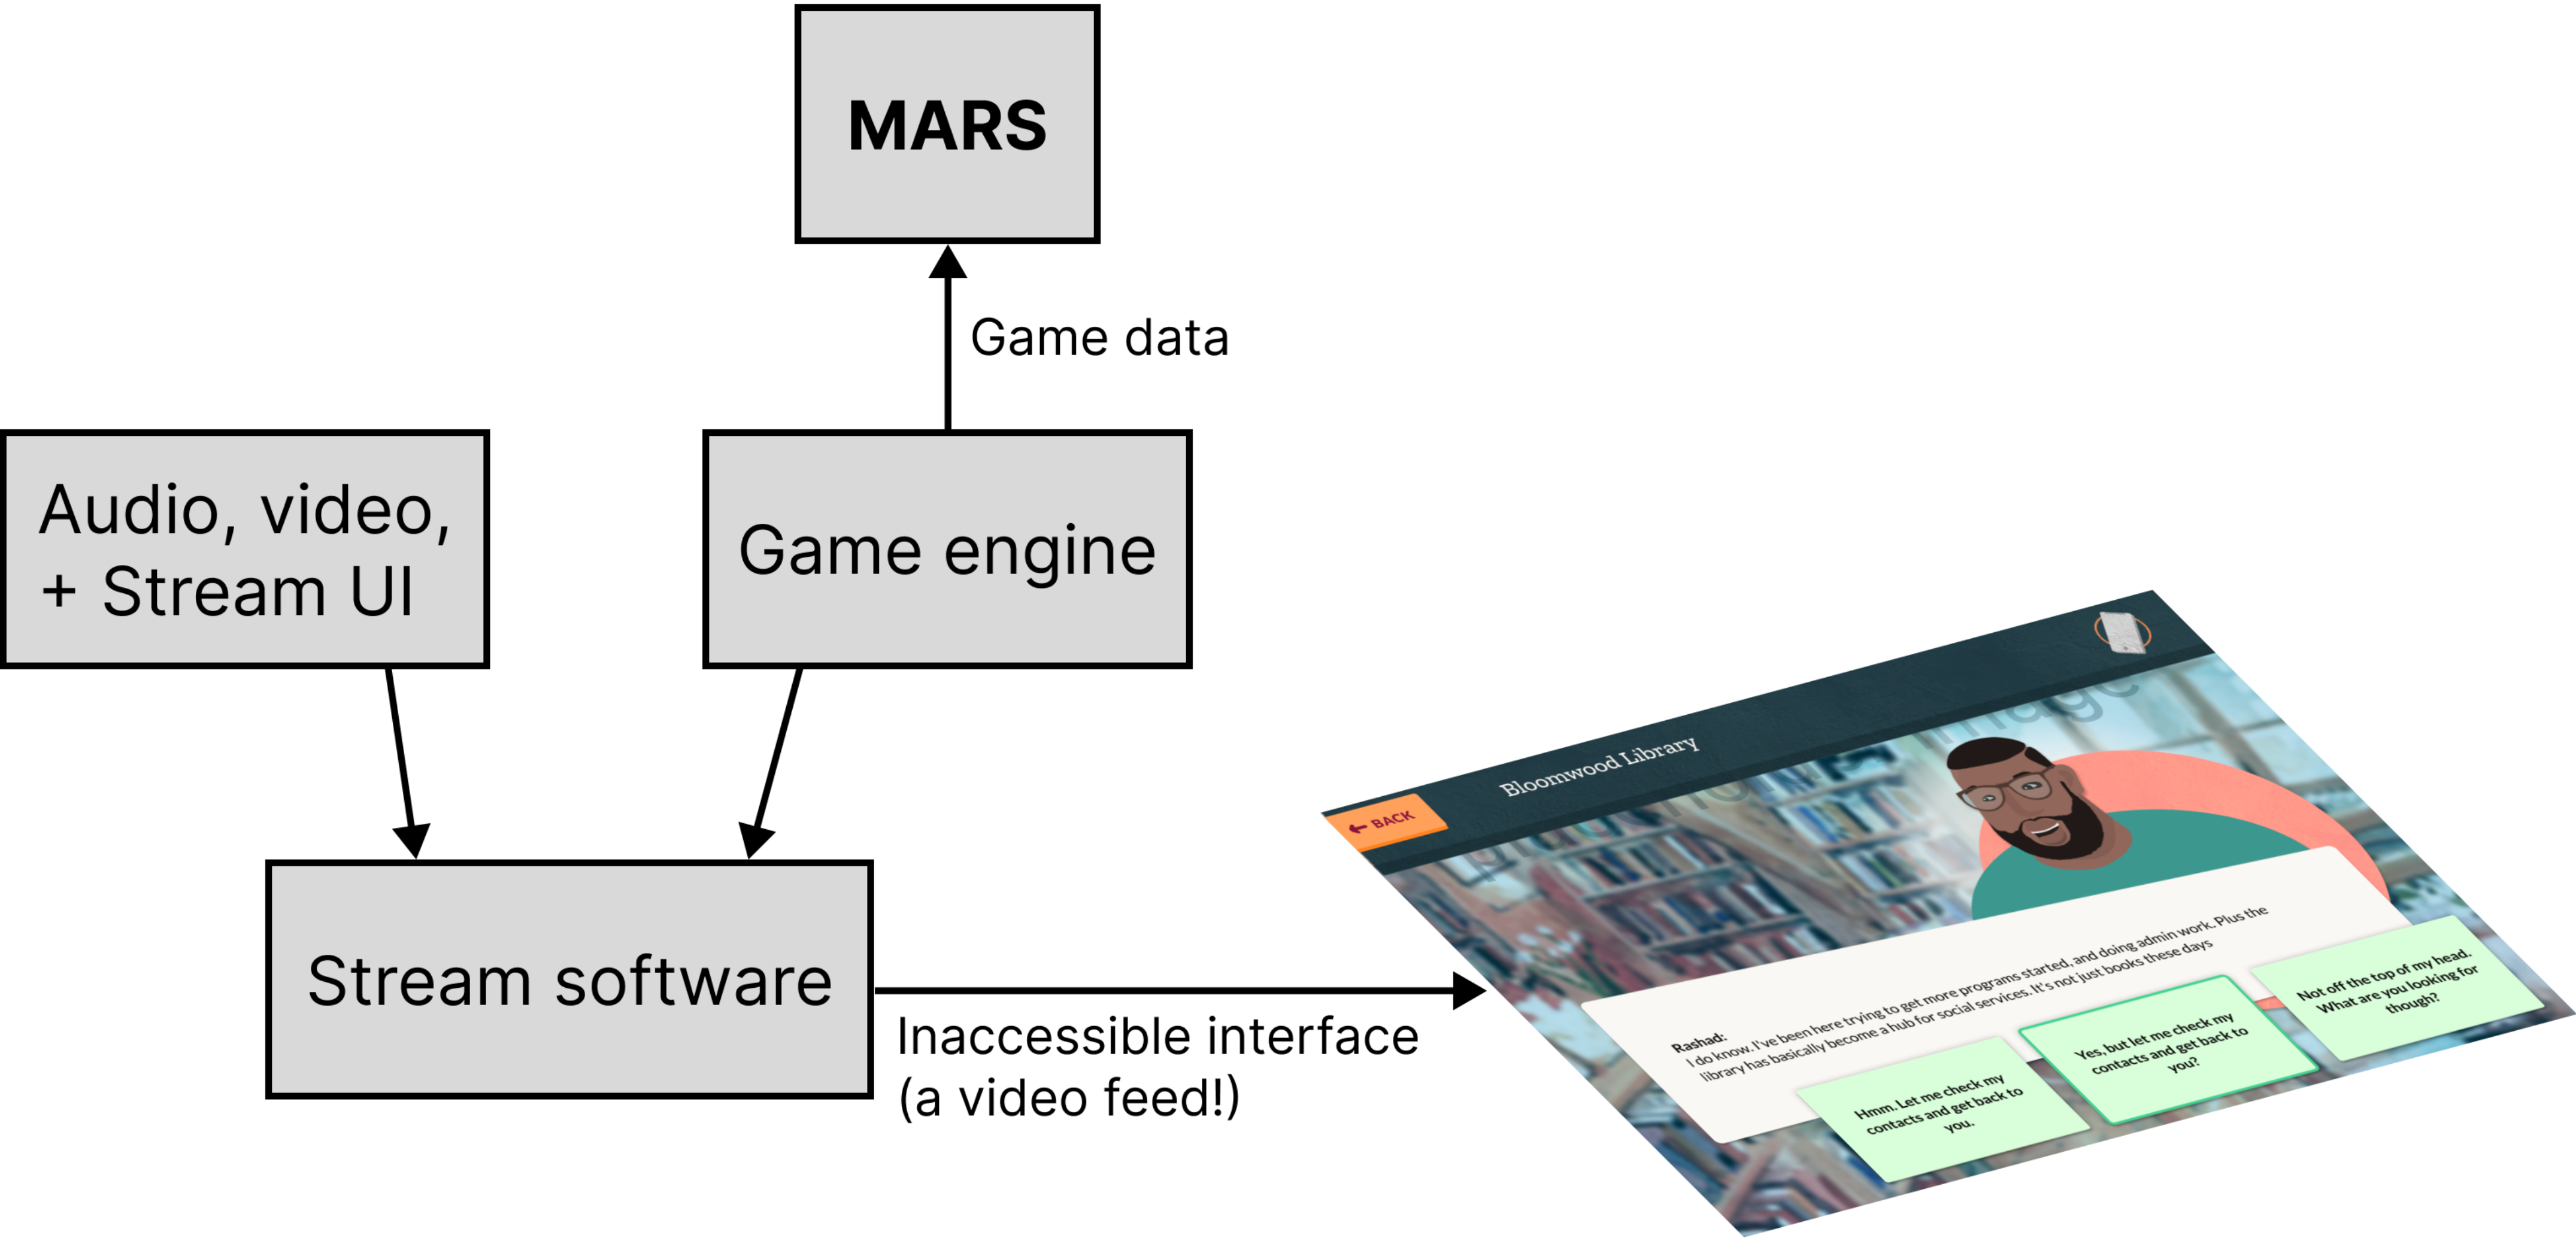 MARS
Game data
Audio, video,
+ Stream UI
Game engine
Stream software
Inaccessible interface
(a video feed!)
BACK
Bloomwood Library
image
Rashad:
I do know. I've been here trying to get more programs started, and doing admin work. Plus the
library has basically become a hub for social services. It's not just books these days
Hmm. Let me check my
contacts and get back to
you.
Yes, but let me check my
contacts and get back to
you?
Not off the top of my head.
What are you looking for
though?